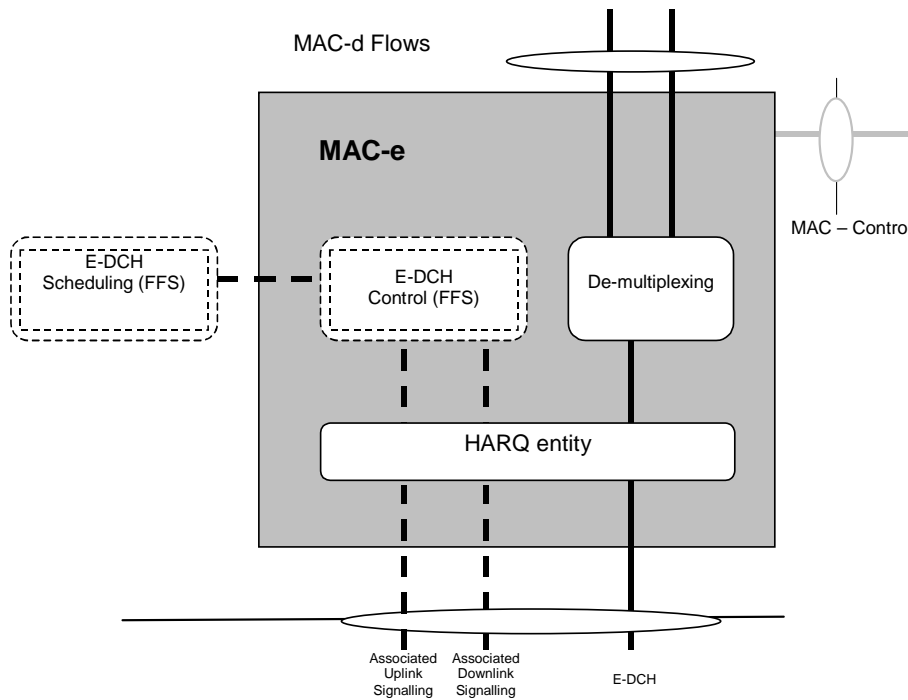 MAC-d Flows
MAC-e
MAC – Contro
E-DCH
Scheduling (FFS)
E-DCH
Control (FFS)
De-multiplexing
HARQ entity
Associated
Uplink
Signalling
Associated
Downlink
Signalling
E-DCH